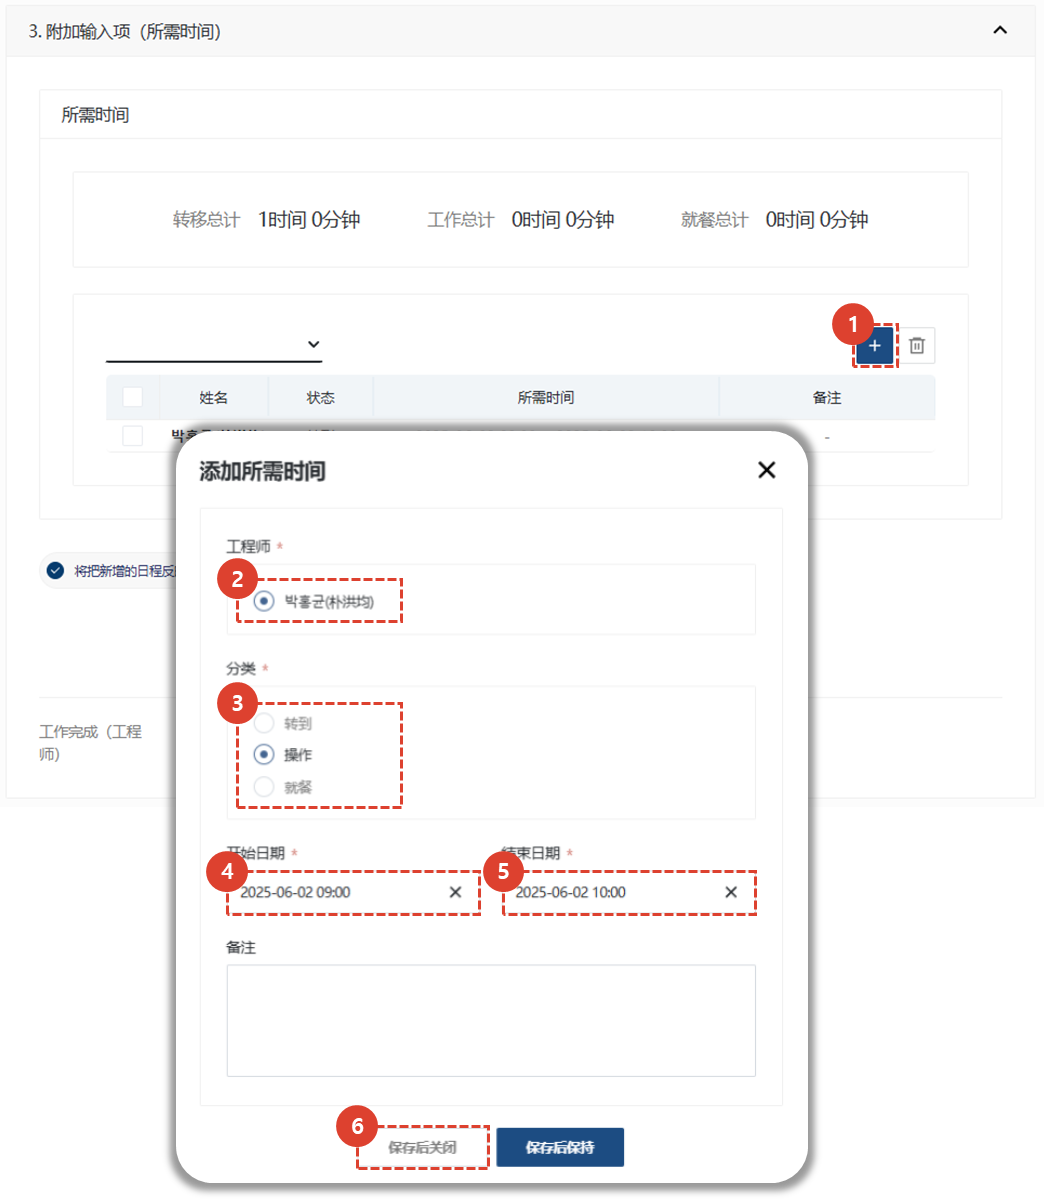 3. 附加输入项（所需时间）
所需时间
转移总计 1时间 0分钟 工作总计 0时间 0分钟 就餐总计 0时间 0分钟
1
+
姓名 状态 所需时间 备注
-
添加所需时间
工程师 *
2
박홍균(朴洪均)
将把新增的日程反
分类 *
3
转到
操作
就餐
工作完成（工程
师）
开始日期 * 结束日期 *
4 5
2025-06-02 09:00 2025-06-02 10:00
备注
6
保存后关闭 保存后保持